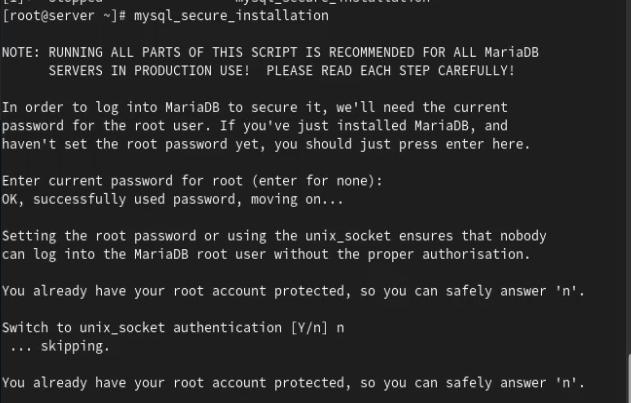 [root@server ~]# mysql_secure_installation
NOTE: RUNNING ALL PARTS OF THIS SCRIPT IS RECOMMENDED FOR ALL MariaDB
SERVERS IN PRODUCTION USE!  PLEASE READ EACH STEP CAREFULLY!
In order to log into MariaDB to secure it, we'll need the current
password for the root user. If you've just installed MariaDB, and
haven't set the root password yet, you should just press enter here.
Enter current password for root (enter for none):
OK, successfully used password, moving on...
Setting the root password or using the unix_socket ensures that nobody
can log into the MariaDB root user without the proper authorisation.
You already have your root account protected, so you can safely answer 'n'.
Switch to unix_socket authentication [Y/n] n
... skipping.
You already have your root account protected, so you can safely answer 'n'.